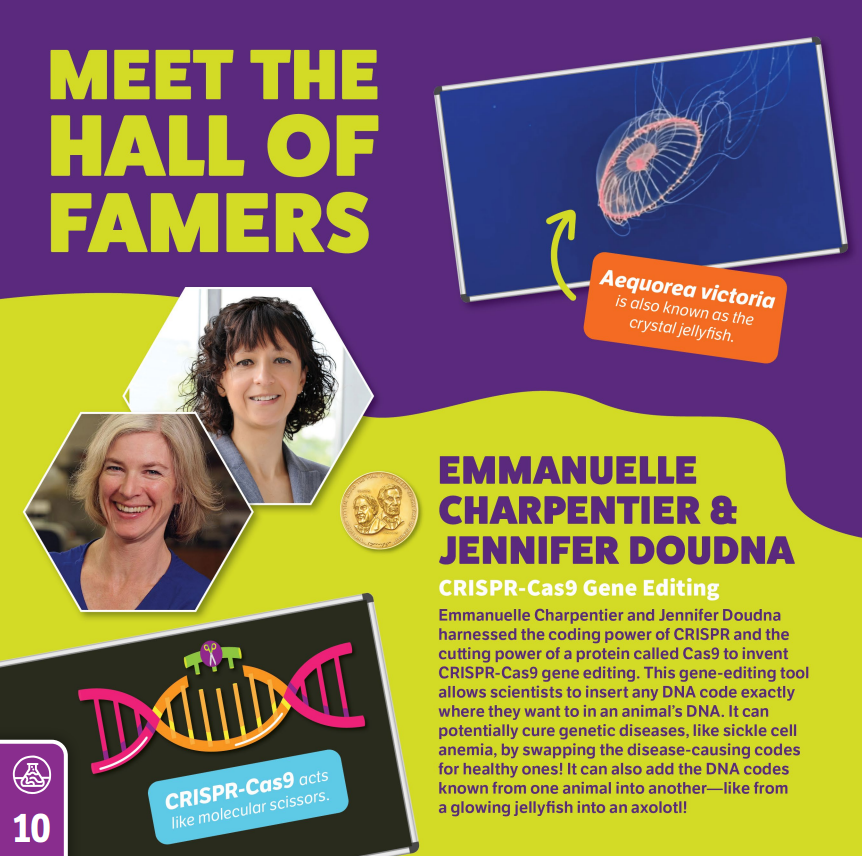 MEET THE
HALL OF
FAMERS
Aequorea victoria
is also known as the
crystal jellyfish.
EMMANUELLE
CHARPENTIER &
JENNIFER DOUDNA
CRISPR-Cas9 Gene Editing
Emmanuelle Charpentier and Jennifer Doudna
harnessed the coding power of CRISPR and the
cutting power of a protein called Cas9 to invent
CRISPR-Cas9 gene editing. This gene-editing tool
allows scientists to insert any DNA code exactly
where they want to in an animal's DNA. It can
potentially cure genetic diseases, like sickle cell
anemia, by swapping the disease-causing codes
for healthy ones! It can also add the DNA codes
known from one animal into another—like from
a glowing jellyfish into an axolotl!
CRISPR-Cas9 acts
like molecular scissors.
10